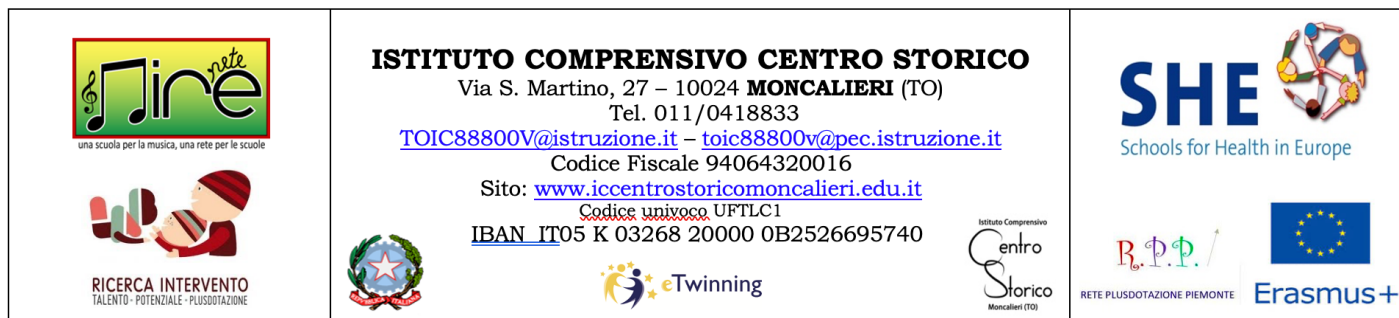 Mire rete
una scuola per la musica, una rete per le scuole
LAB
RICERCA INTERVENTO
TALENTO - POTENZIALE - PLUSDOTAZIONE
ISTITUTO COMPRENSIVO CENTRO STORICO
Via S. Martino, 27 – 10024 MONCALIERI (TO)
Tel. 011/0418833
TOIC88800V@istruzione.it – toic88800v@pec.istruzione.it
Codice Fiscale 94064320016
Sito: www.iccentrostoricomoncalieri.edu.it
Codice univoco UFTLC1
IBAN IT05 K 03268 20000 0B2526695740
REPVBBLICA ITALIANA
eTwinning
Istituto Comprensivo
Centro
Storico
Moncalieri (TO)
SHE
Schools for Health in Europe
R.P.P.
RETE PLUSDOTAZIONE PIEMONTE
Erasmus+